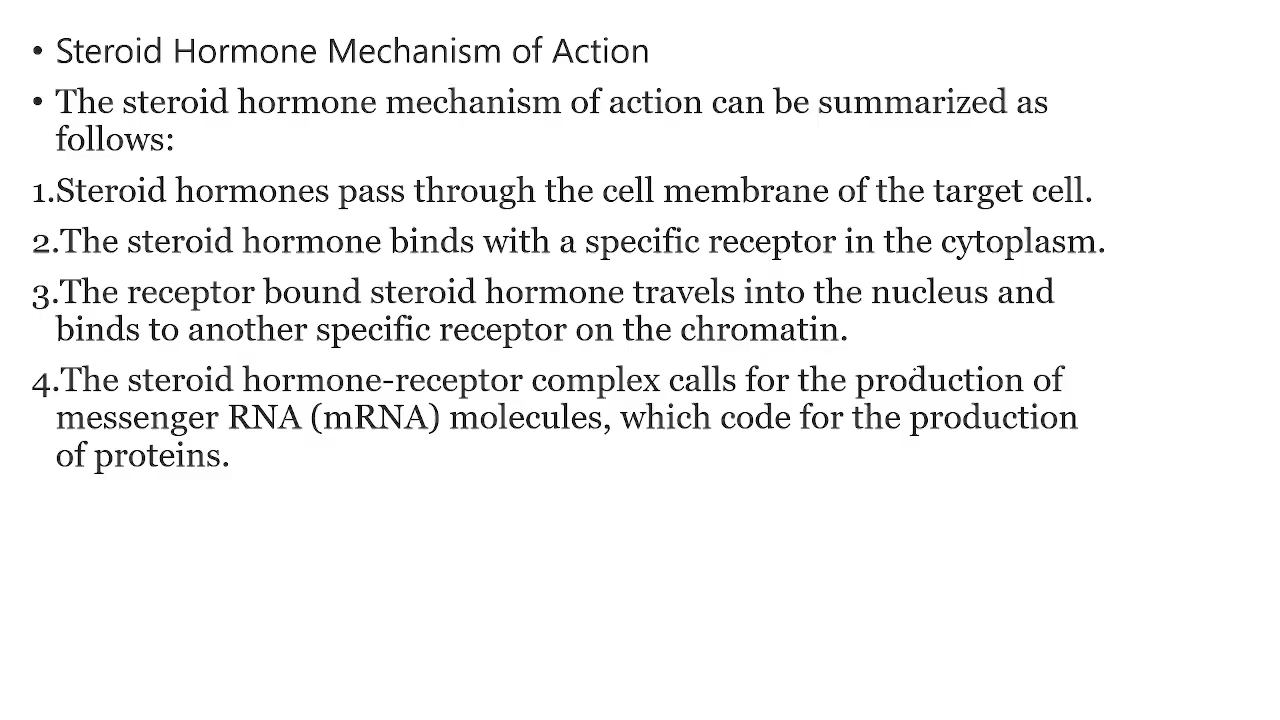 • Steroid Hormone Mechanism of Action
• The steroid hormone mechanism of action can be summarized as
follows:
1.Steroid hormones pass through the cell membrane of the target cell.
2.The steroid hormone binds with a specific receptor in the cytoplasm.
3.The receptor bound steroid hormone travels into the nucleus and
binds to another specific receptor on the chromatin.
4.The steroid hormone-receptor complex calls for the production of
messenger RNA (mRNA) molecules, which code for the production
of proteins.